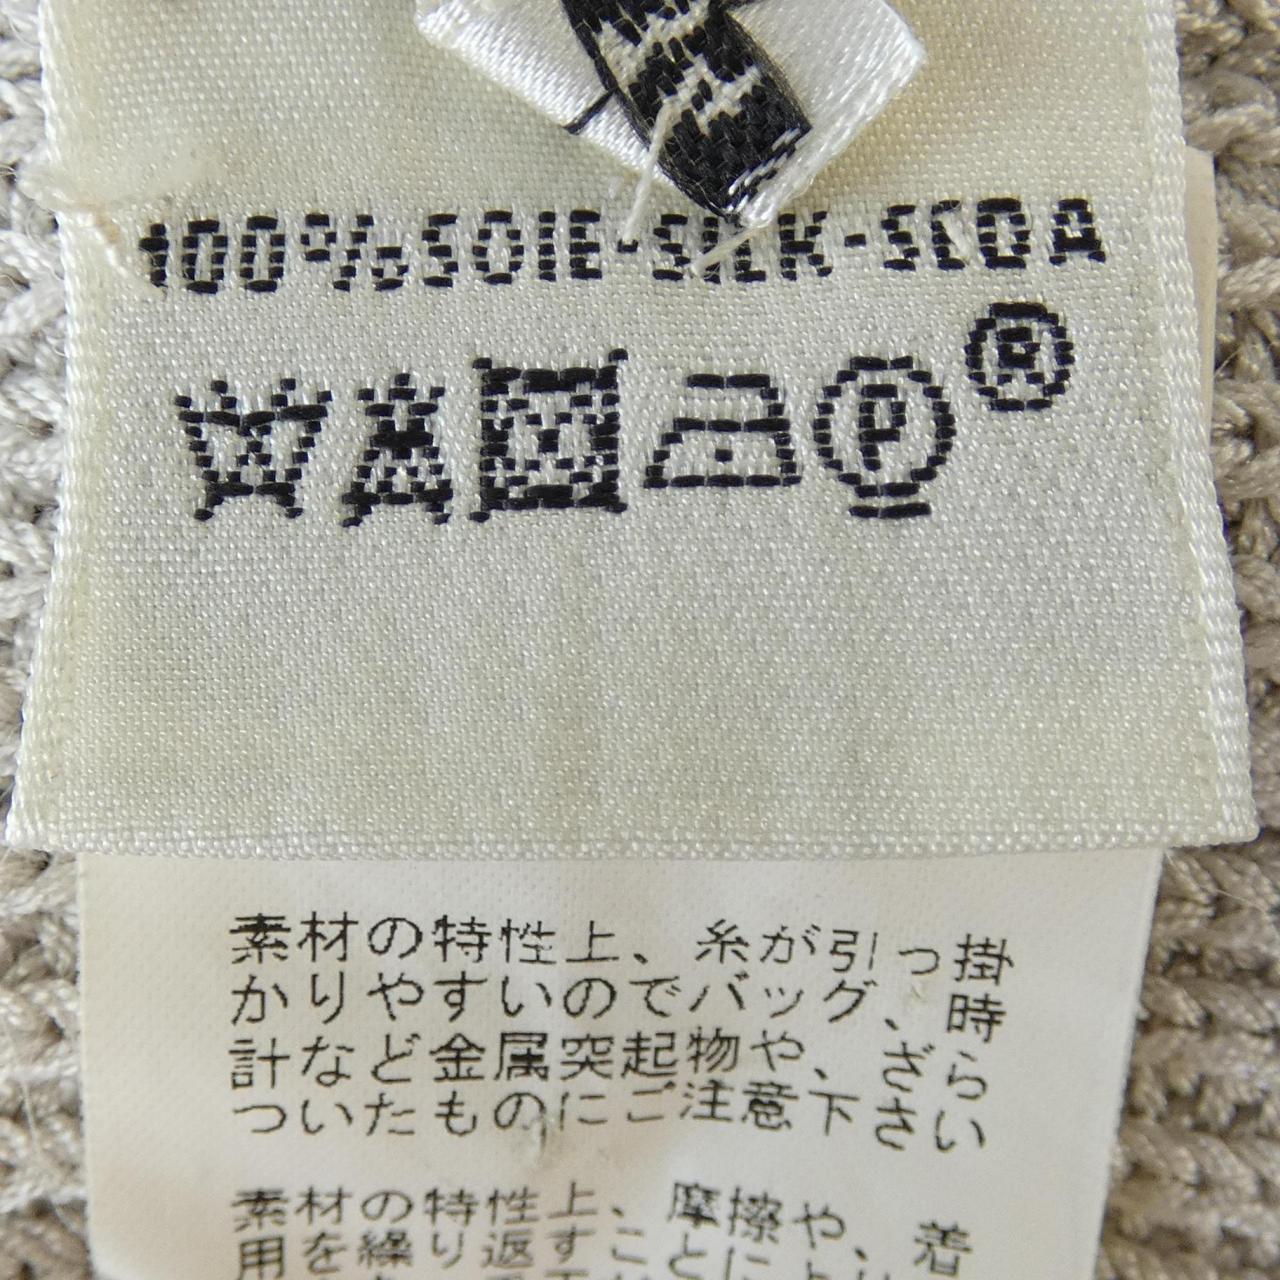 100%SOIE-SILK-SEDA
P
®
素材の特性上、糸が引っ掛
かりやすいのでバッグ、時
計など金属突起物や、ざら
ついたものにご注意下さい
素材の特性上、摩擦や、着
用を繰り返すことにより